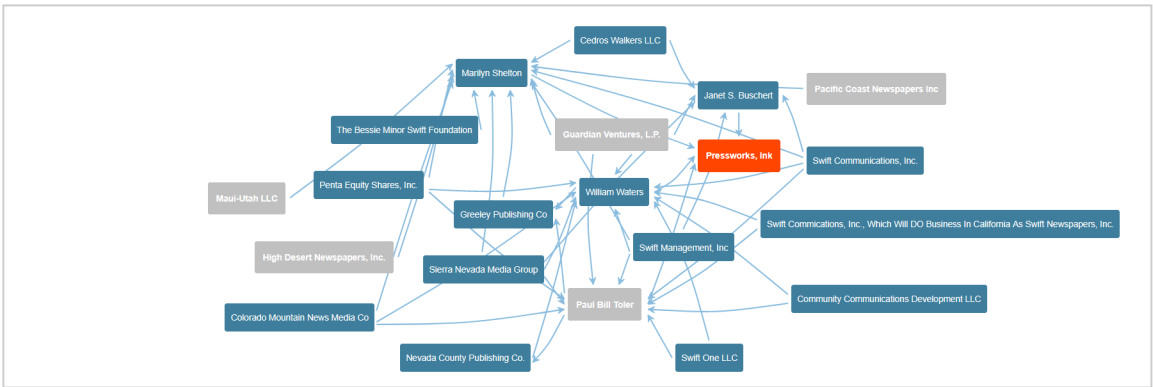 Cedros Walkers LLC
Marilyn Shelton
Janet S. Buschert
Pacific Coast Newspapers Inc
The Bessie Minor Swift Foundation
Guardian Ventures, L.P.
Pressworks, Ink
Swift Communications, Inc.
Penta Equity Shares, Inc.
Maui-Utah LLC
William Waters
Greeley Publishing Co
Swift Commications, Inc., Which Will DO Business In California As Swift Newspapers, Inc.
Swift Management, Inc
High Desert Newspapers, Inc.
Sierra Nevada Media Group
Paul Bill Toler
Community Communications Development LLC
Colorado Mountain News Media Co
Nevada County Publishing Co.
Swift One LLC